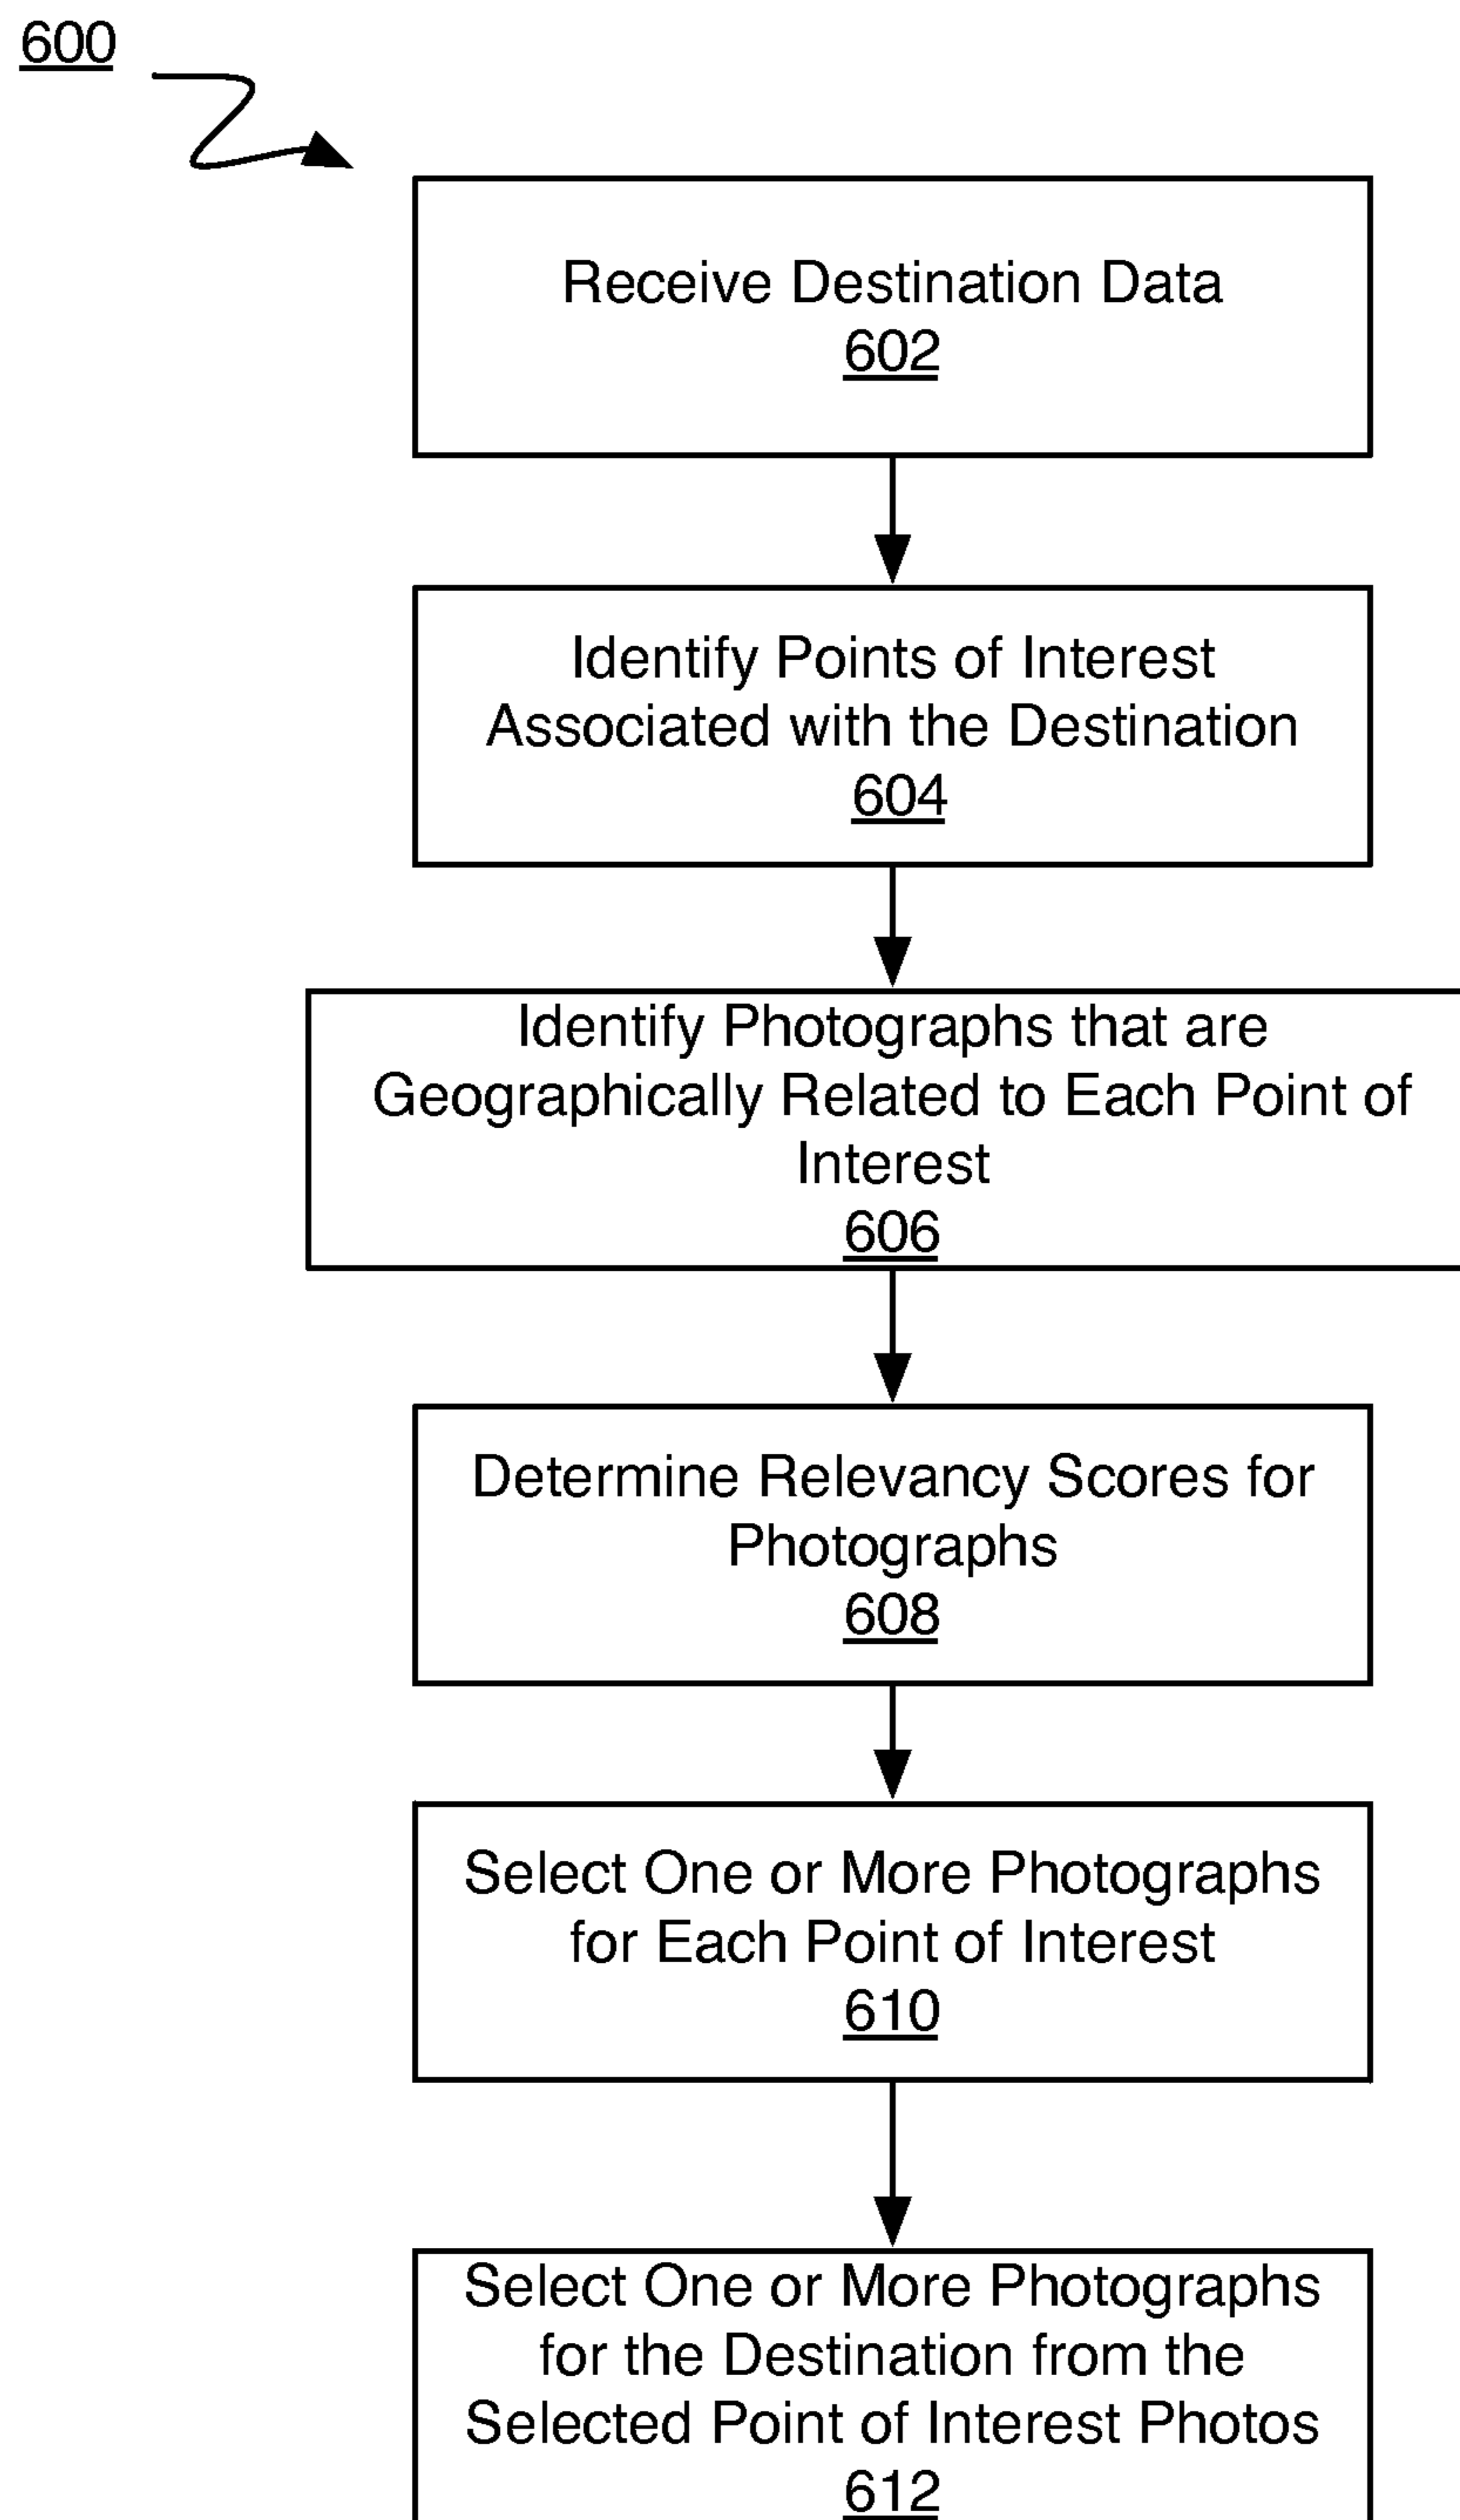 600
Receive Destination Data
602
Identify Points of Interest
Associated with the Destination
604
Identify Photographs that are
Geographically Related to Each Point of
Interest
606
Determine Relevancy Scores for
Photographs
608
Select One or More Photographs
for Each Point of Interest
610
Select One or More Photographs
for the Destination from the
Selected Point of Interest Photos
612